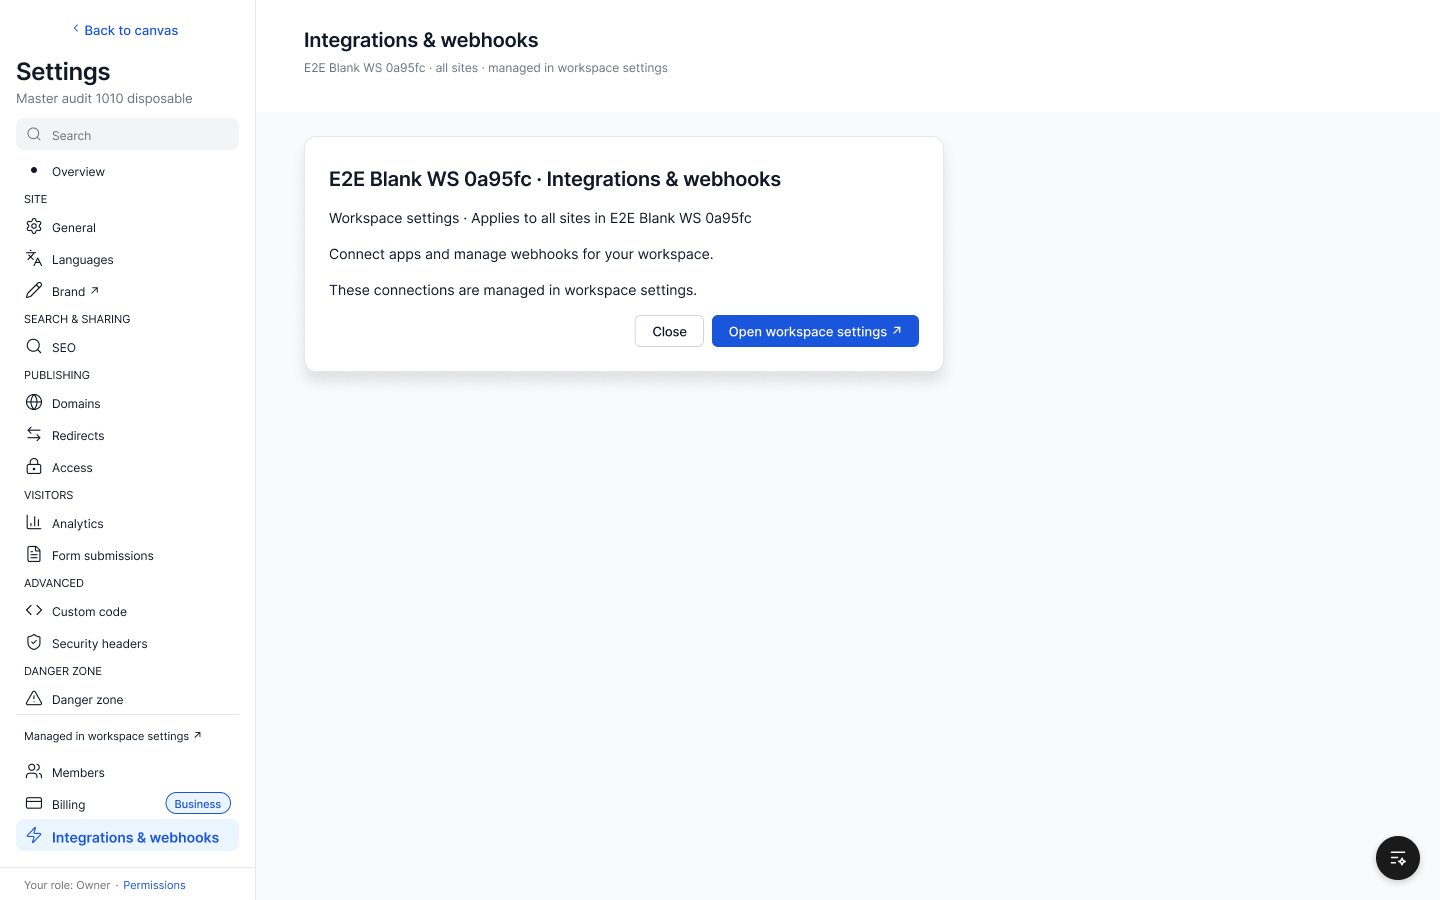 Back to canvas
Settings
Master audit 1010 disposable
Search
Overview
SITE
General
Languages
Brand ↗
SEARCH & SHARING
SEO
PUBLISHING
Domains
Redirects
Access
VISITORS
Analytics
Form submissions
ADVANCED
Custom code
Security headers
DANGER ZONE
Danger zone
Managed in workspace settings ↗
Members
Billing Business
Integrations & webhooks
Your role: Owner · Permissions
Integrations & webhooks
E2E Blank WS 0a95fc · all sites · managed in workspace settings
E2E Blank WS 0a95fc · Integrations & webhooks
Workspace settings · Applies to all sites in E2E Blank WS 0a95fc
Connect apps and manage webhooks for your workspace.
These connections are managed in workspace settings.
Close Open workspace settings ↗